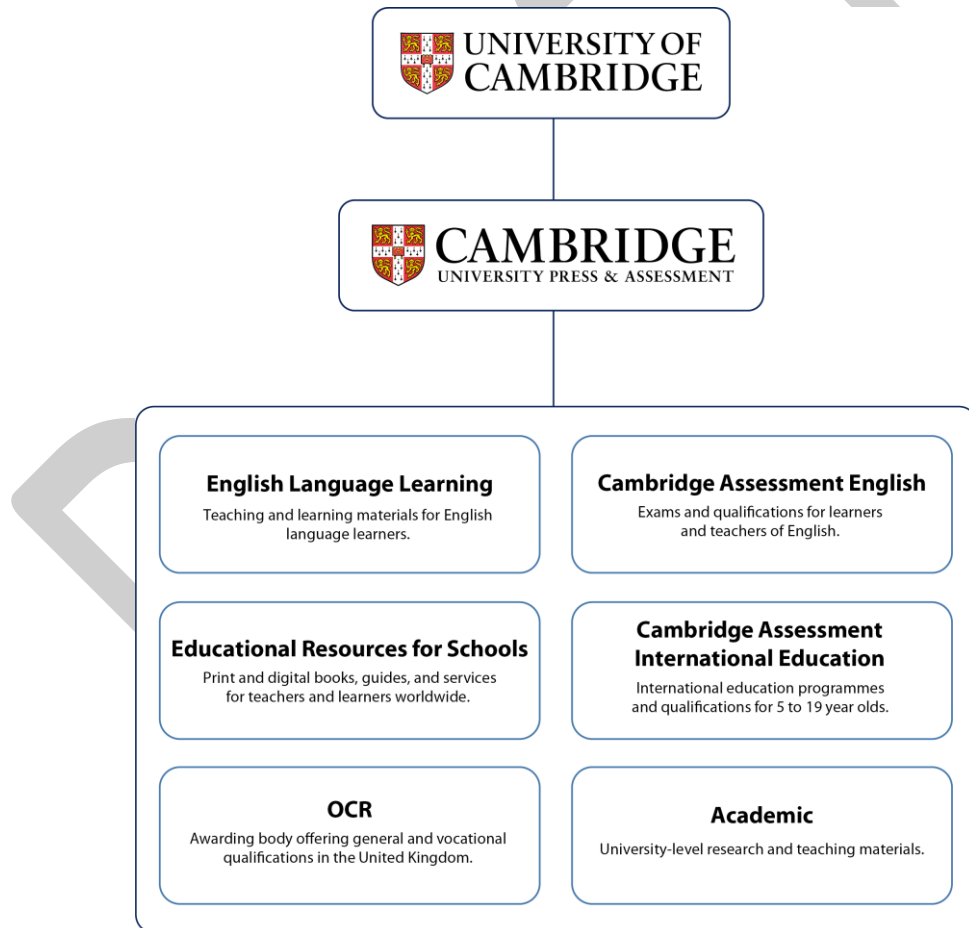 UNIVERSITY OF
CAMBRIDGE
CAMBRIDGE
UNIVERSITY PRESS & ASSESSMENT
English Language Learning
Teaching and learning materials for English
language learners.
Cambridge Assessment English
Exams and qualifications for learners
and teachers of English.
Educational Resources for Schools
Print and digital books, guides, and services
for teachers and learners worldwide.
Cambridge Assessment
International Education
International education programmes
and qualifications for 5 to 19 year olds.
OCR
Awarding body offering general and vocational
qualifications in the United Kingdom.
Academic
University-level research and teaching materials.